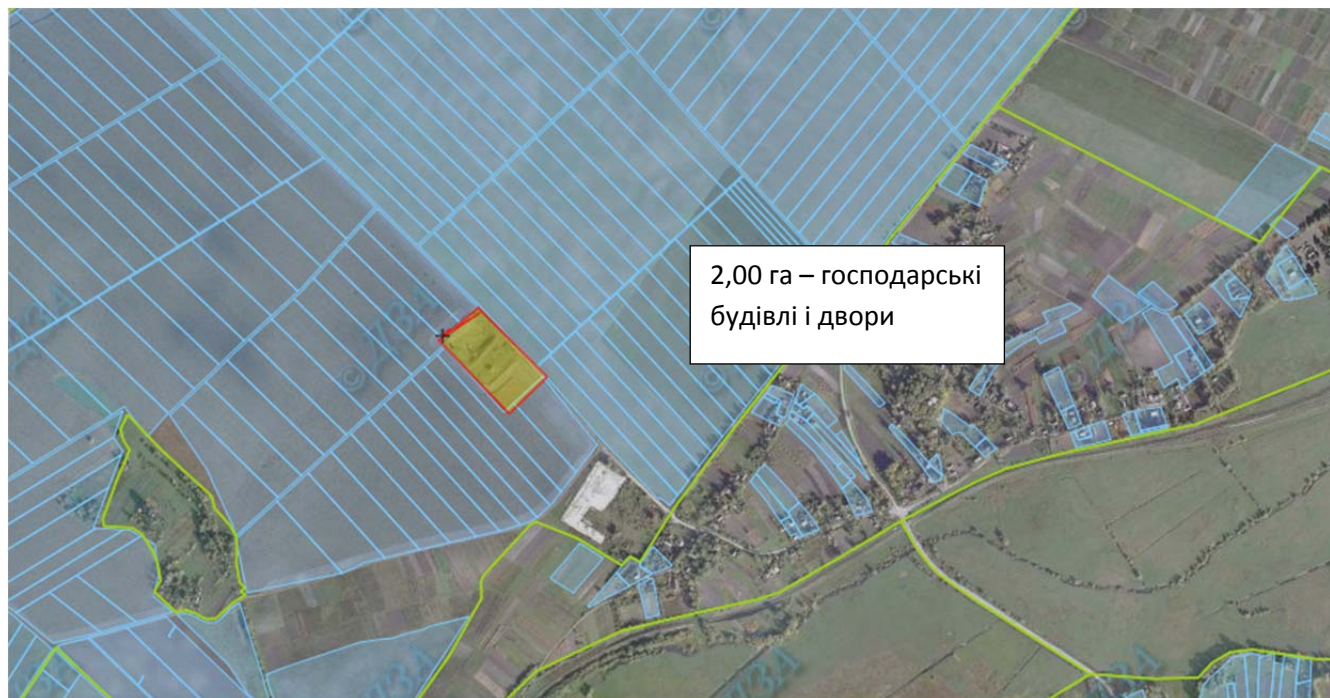 2,00 га – господарські
будівлі і двори